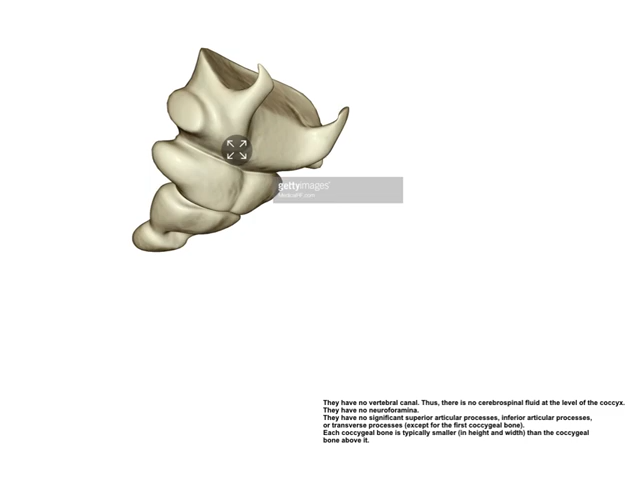 gettyimages
MedicalRF.com
They have no vertebral canal. Thus, there is no cerebrospinal fluid at the level of the coccyx.
They have no neuroforamina.
They have no significant superior articular processes, inferior articular processes,
or transverse processes (except for the first coccygeal bone).
Each coccygeal bone is typically smaller (in height and width) than the coccygeal
bone above it.